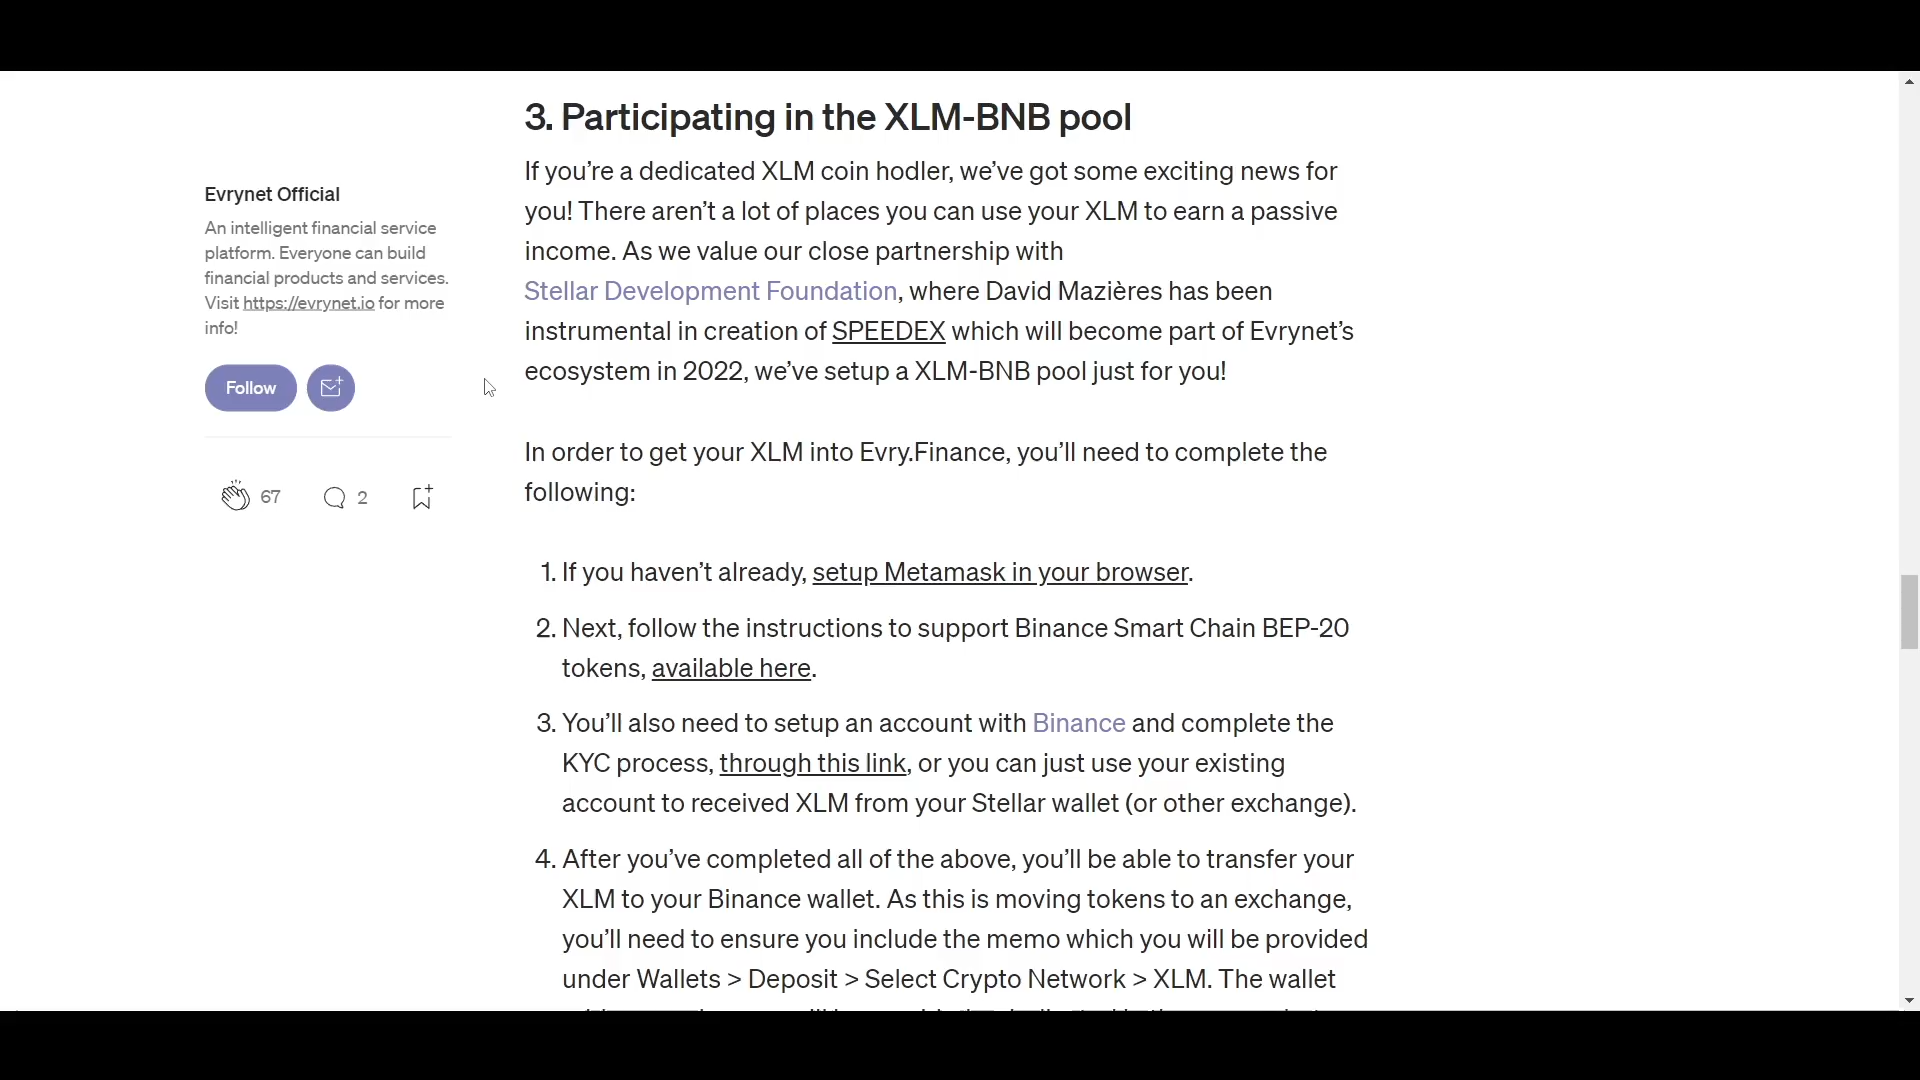 3. Participating in the XLM-BNB pool
If you’re a dedicated XLM coin hodler, we’ve got some exciting news for
you! There aren’t a lot of places you can use your XLM to earn a passive
income. As we value our close partnership with
Stellar Development Foundation, where David Mazières has been
instrumental in creation of SPEEDEX which will become part of Evrynet’s
ecosystem in 2022, we’ve setup a XLM-BNB pool just for you!
In order to get your XLM into Evry.Finance, you’ll need to complete the
following:
1. If you haven’t already, setup Metamask in your browser.
2. Next, follow the instructions to support Binance Smart Chain BEP-20
tokens, available here.
3. You’ll also need to setup an account with Binance and complete the
KYC process, through this link, or you can just use your existing
account to received XLM from your Stellar wallet (or other exchange).
4. After you’ve completed all of the above, you’ll be able to transfer your
XLM to your Binance wallet. As this is moving tokens to an exchange,
you’ll need to ensure you include the memo which you will be provided
under Wallets > Deposit > Select Crypto Network > XLM. The wallet
Evrynet Official
An intelligent financial service
platform. Everyone can build
financial products and services.
Visit https://evrynet.io for more
info!
Follow
67 2